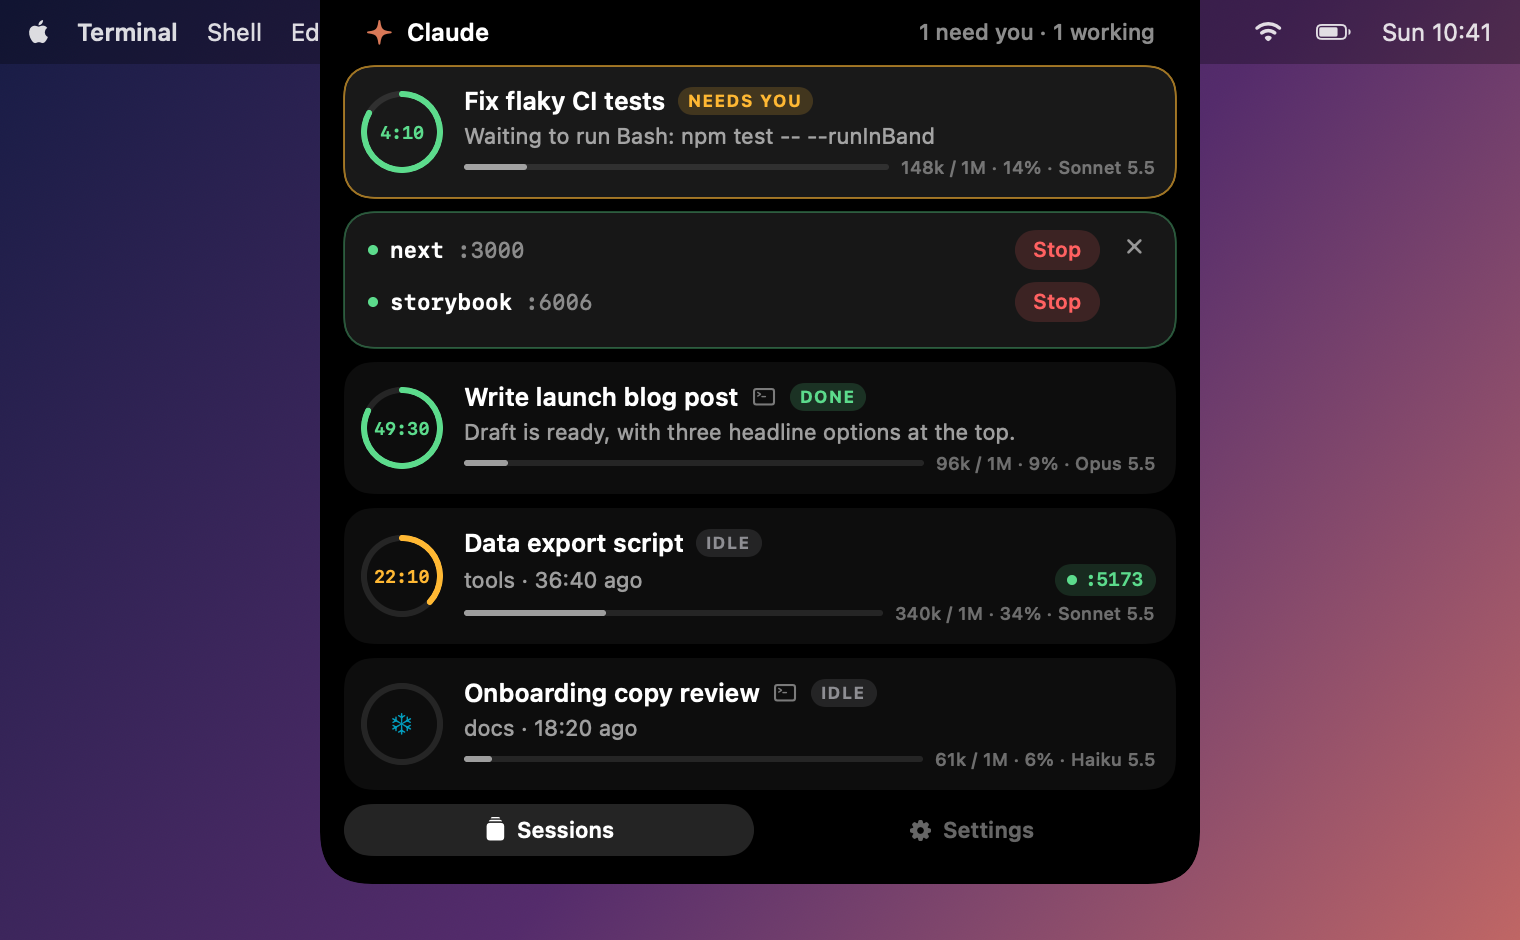 Terminal Shell Ed
Claude
1 need you · 1 working
Sun 10:41
4:10
Fix flaky CI tests NEEDS YOU
Waiting to run Bash: npm test -- --runInBand
148k / 1M · 14% · Sonnet 5.5
next :3000 Stop ✕
storybook :6006 Stop
49:30
Write launch blog post DONE
Draft is ready, with three headline options at the top.
96k / 1M · 9% · Opus 5.5
22:10
Data export script IDLE
tools · 36:40 ago :5173
340k / 1M · 34% · Sonnet 5.5
Onboarding copy review IDLE
docs · 18:20 ago
61k / 1M · 6% · Haiku 5.5
Sessions Settings